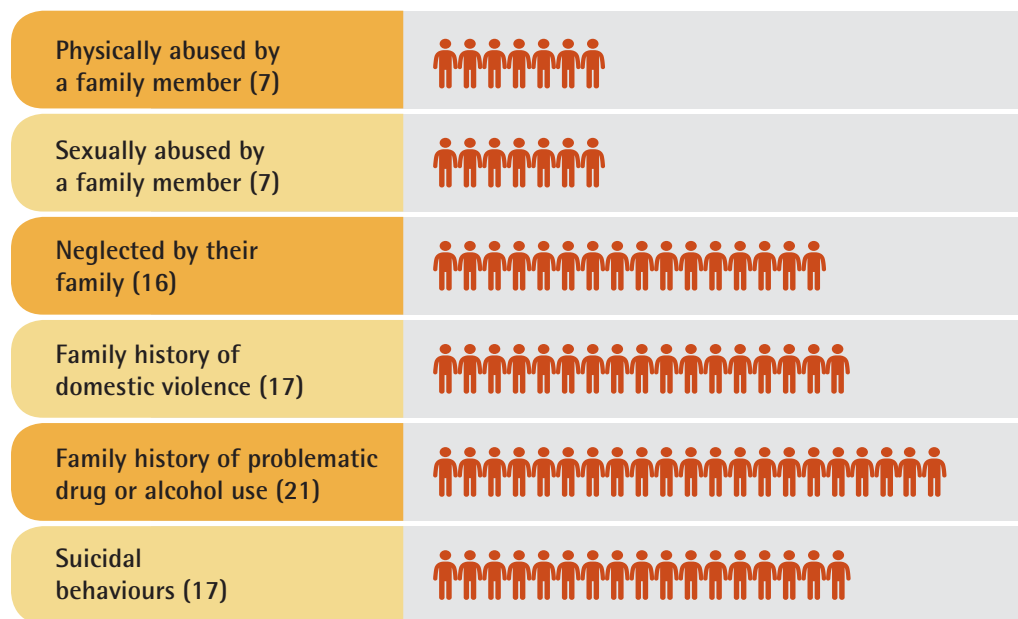 Physically abused by
a family member (7)
Sexually abused by
a family member (7)
Neglected by their
family (16)
Family history of
domestic violence (17)
Family history of problematic
drug or alcohol use (21)
Suicidal
behaviours (17)